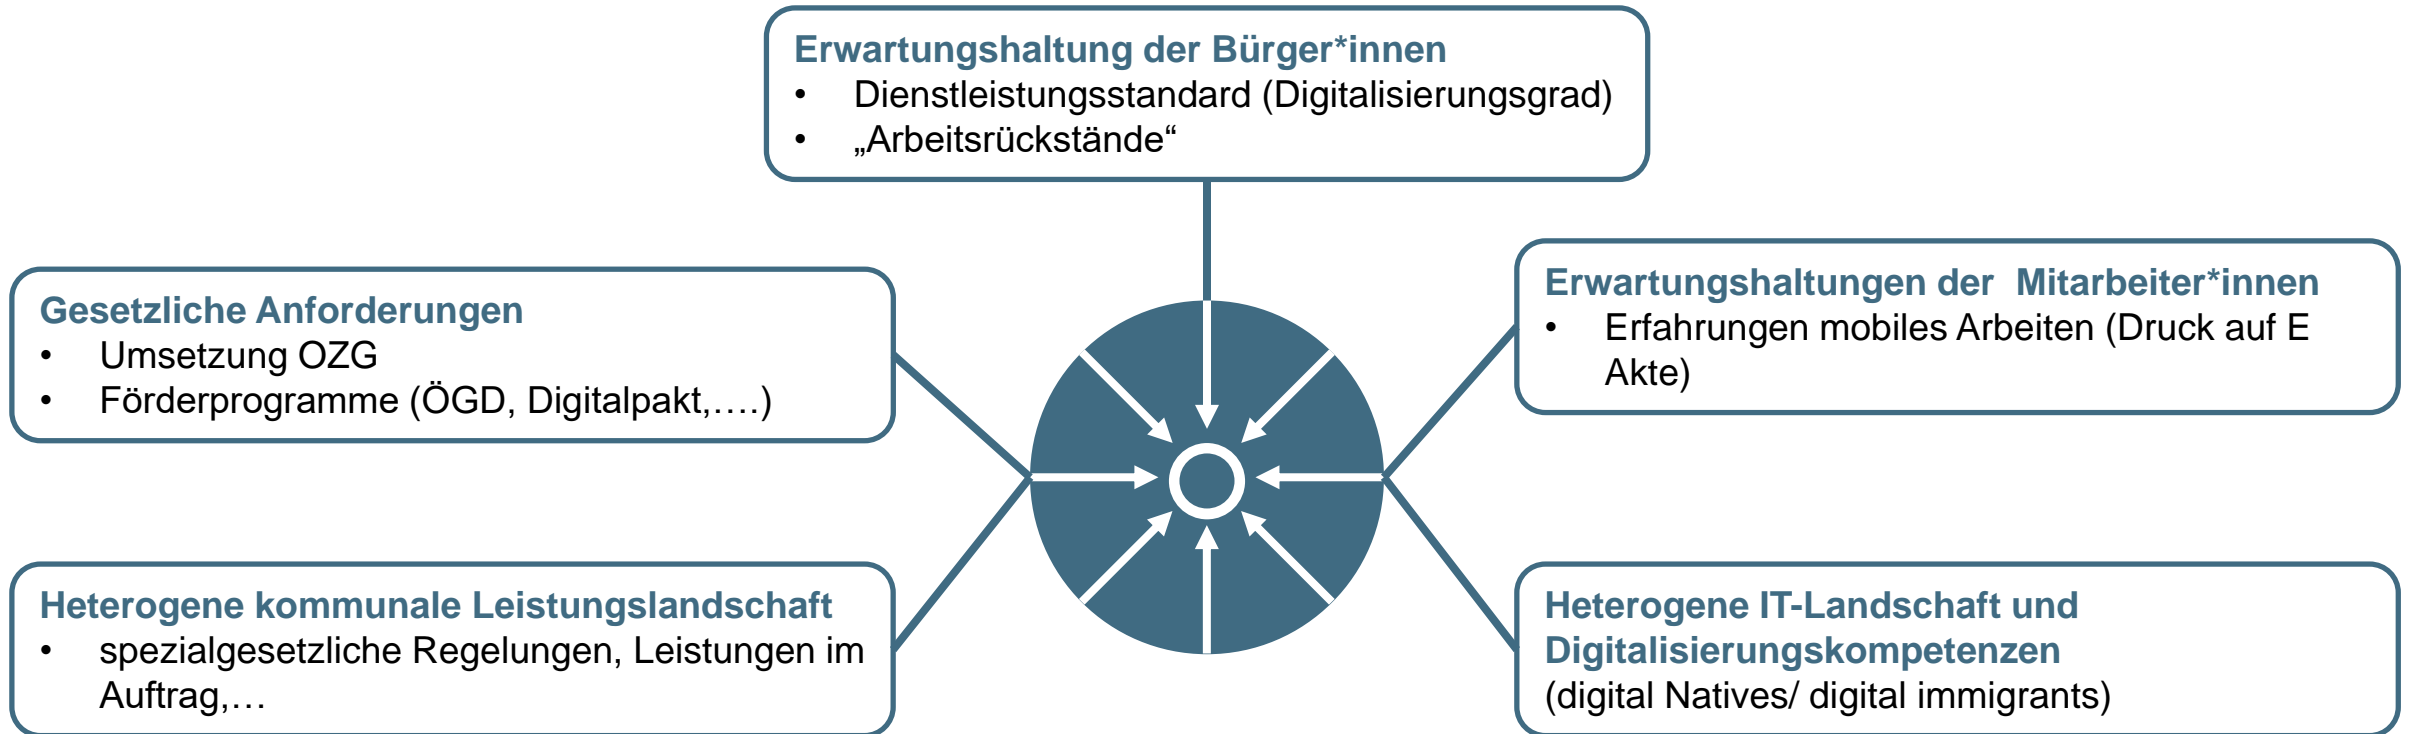 Erwartungshaltung der Bürger*innen
• Dienstleistungsstandard (Digitalisierungsgrad)
• „Arbeitsrückstände“
Gesetzliche Anforderungen
• Umsetzung OZG
• Förderprogramme (ÖGD, Digitalpakt,….)
Erwartungshaltungen der  Mitarbeiter*innen
• Erfahrungen mobiles Arbeiten (Druck auf E
Akte)
Heterogene kommunale Leistungslandschaft
• spezialgesetzliche Regelungen, Leistungen im
Auftrag,…
Heterogene IT-Landschaft und
Digitalisierungskompetenzen
(digital Natives/ digital immigrants)